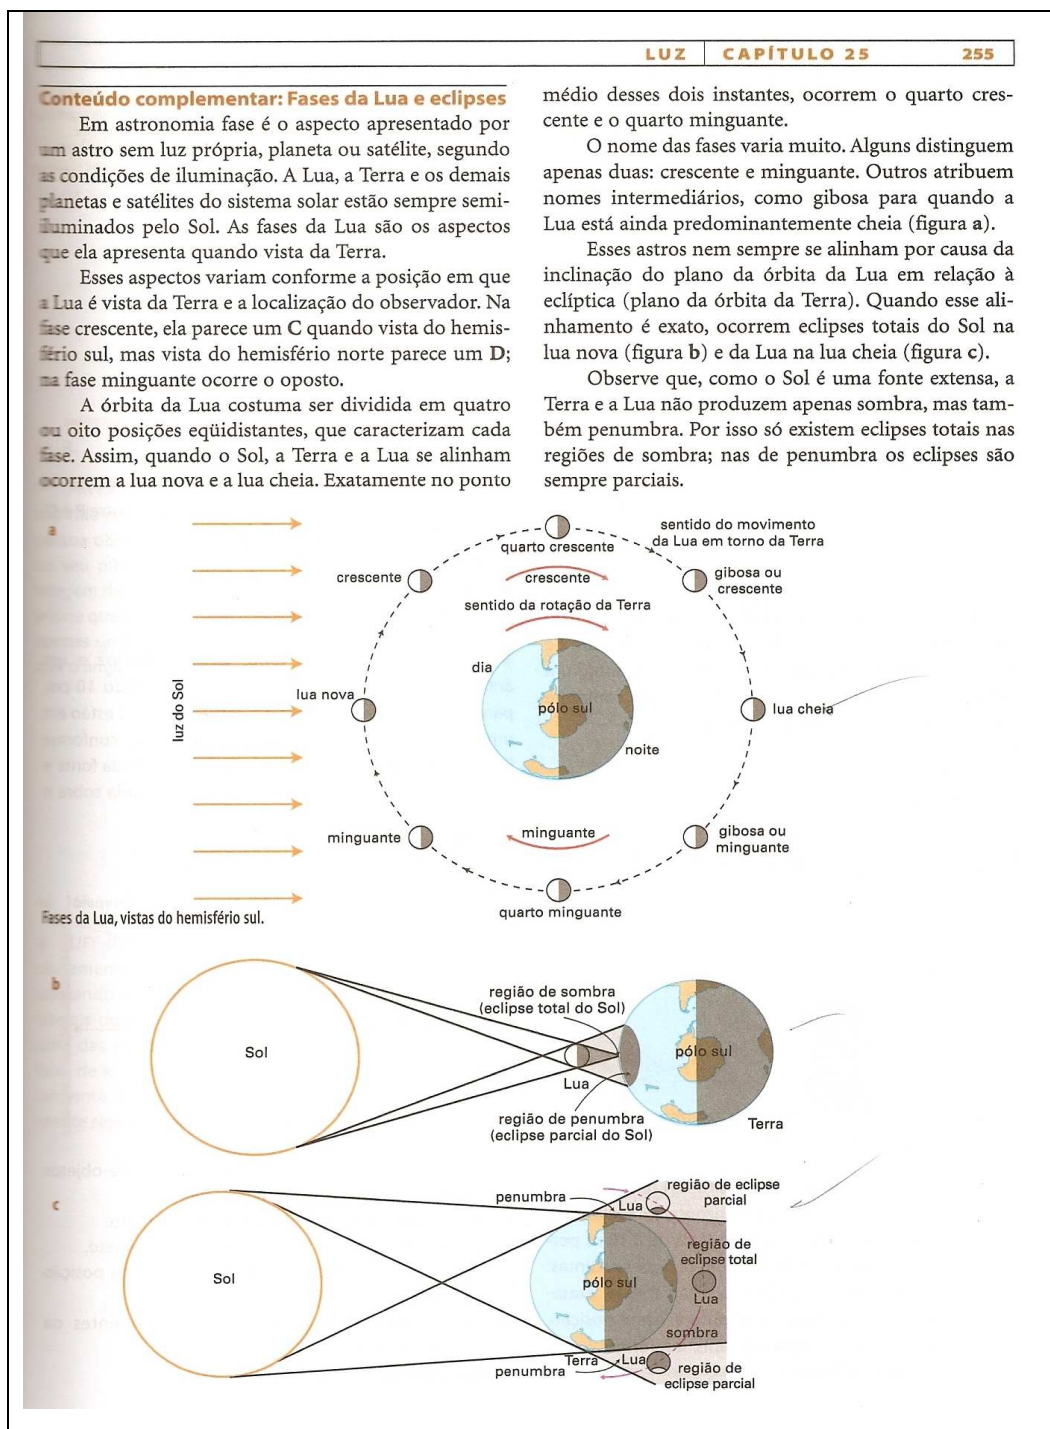 LUZ CAPÍTULO 25 255
Conteúdo complementar: Fases da Lua e eclipses
Em astronomia fase é o aspecto apresentado por
um astro sem luz própria, planeta ou satélite, segundo
as condições de iluminação. A Lua, a Terra e os demais
planetas e satélites do sistema solar estão sempre semi-
iluminados pelo Sol. As fases da Lua são os aspectos
que ela apresenta quando vista da Terra.
Esses aspectos variam conforme a posição em que
a Lua é vista da Terra e a localização do observador. Na
fase crescente, ela parece um C quando vista do hemis-
fério sul, mas vista do hemisfério norte parece um D;
na fase minguante ocorre o oposto.
A órbita da Lua costuma ser dividida em quatro
ou oito posições eqüidistantes, que caracterizam cada
fase. Assim, quando o Sol, a Terra e a Lua se alinham
ocorrem a lua nova e a lua cheia. Exatamente no ponto
médio desses dois instantes, ocorrem o quarto cres-
cente e o quarto minguante.
O nome das fases varia muito. Alguns distinguem
apenas duas: crescente e minguante. Outros atribuem
nomes intermediários, como gibosa para quando a
Lua está ainda predominantemente cheia (figura a).
Esses astros nem sempre se alinham por causa da
inclinação do plano da órbita da Lua em relação à
eclíptica (plano da órbita da Terra). Quando esse ali-
nhamento é exato, ocorrem eclipses totais do Sol na
lua nova (figura b) e da Lua na lua cheia (figura c).
Observe que, como o Sol é uma fonte extensa, a
Terra e a Lua não produzem apenas sombra, mas tam-
bém penumbra. Por isso só existem eclipses totais nas
regiões de sombra; nas de penumbra os eclipses são
sempre parciais.
a
luz do Sol
quarto crescente
sentido do movimento
da Lua em torno da Terra
crescente
crescente
gibosa ou
crescente
sentido da rotação da Terra
dia
lua nova
pólo sul
lua cheia
noite
minguante
minguante
gibosa ou
minguante
quarto minguante
Fases da Lua, vistas do hemisfério sul.
b
Sol
região de sombra
(eclipse total do Sol)
Lua
pólo sul
região de penumbra
(eclipse parcial do Sol)
Terra
c
Sol
penumbra
Lua
região de eclipse
parcial
região de
eclipse total
pólo sul
Lua
sombra
Terra
Lua
penumbra
região de
eclipse parcial